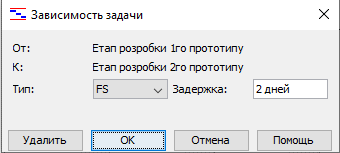 Зависимость задачи
От: Етап розробки 1го прототипу
К: Етап розробки 2го прототипу
Тип: FS Задержка: 2 дней
Удалить OK Отмена Помощь